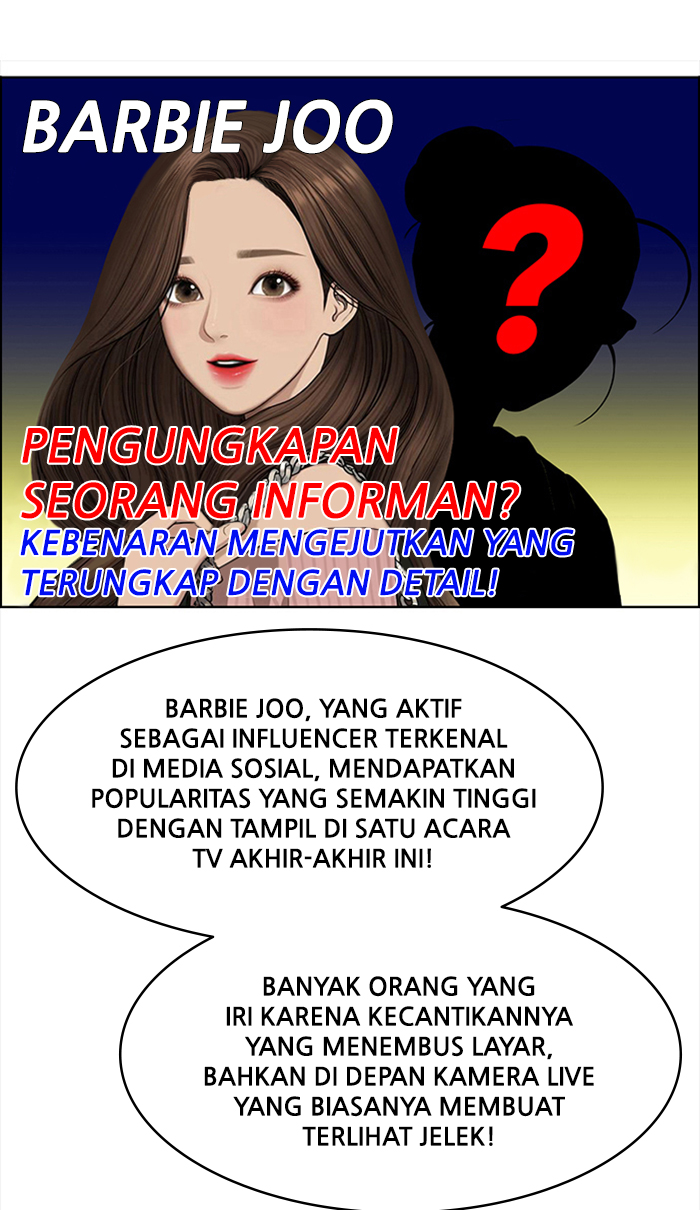 BARBIE JOO
?
PENGUNGKAPAN
SEORANG INFORMAN?
KEBENARAN MENGEJUTKAN YANG
TERUNGKAP DENGAN DETAIL!
BARBIE JOO, YANG AKTIF
SEBAGAI INFLUENCER TERKENAL
DI MEDIA SOSIAL, MENDAPATKAN
POPULARITAS YANG SEMAKIN TINGGI
DENGAN TAMPIL DI SATU ACARA
TV AKHIR-AKHIR INI!
BANYAK ORANG YANG
IRI KARENA KECANTIKANNYA
YANG MENEMBUS LAYAR,
BAHKAN DI DEPAN KAMERA LIVE
YANG BIASANYA MEMBUAT
TERLIHAT JELEK!